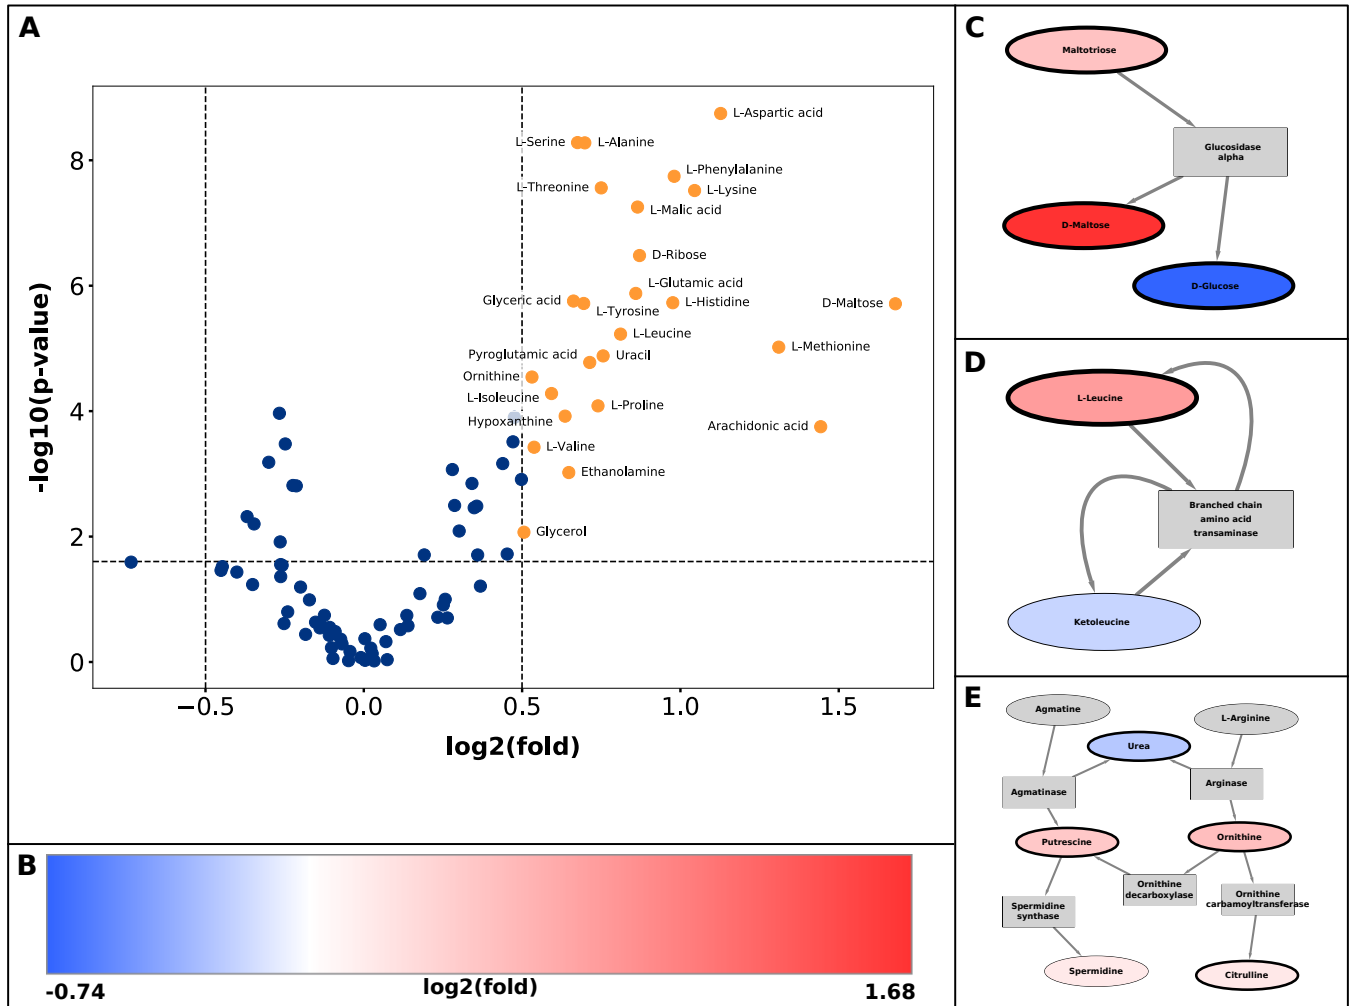 A
-log10(p-value)
8
6
4
2
0
−0.5
0.0
0.5
1.0
1.5
log2(fold)
L-Aspartic acid
L-Serine
L-Alanine
L-Phenylalanine
L-Threonine
L-Lysine
L-Malic acid
D-Ribose
L-Glutamic acid
Glyceric acid
L-Histidine
D-Maltose
L-Tyrosine
L-Leucine
L-Methionine
Pyroglutamic acid
Uracil
Ornithine
L-Isoleucine
L-Proline
Hypoxanthine
Arachidonic acid
L-Valine
Ethanolamine
Glycerol
B
-0.74
log2(fold)
1.68
C
Maltotriose
Glucosidase
alpha
D-Maltose
D-Glucose
D
L-Leucine
Branched chain
amino acid
transaminase
Ketoleucine
E
Agmatine
L-Arginine
Urea
Agmatinase
Arginase
Putrescine
Ornithine
Ornithine
decarboxylase
Ornithine
carbamoyltransferase
Spermidine
synthase
Spermidine
Citrulline